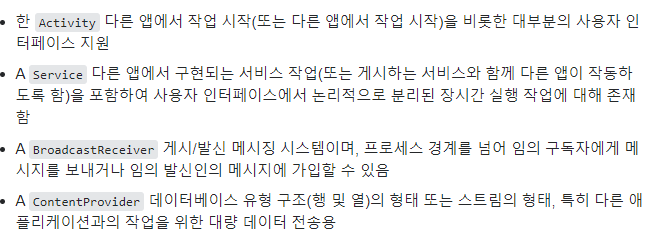 한 Activity 다른 앱에서 작업 시작(또는 다른 앱에서 작업 시작)을 비롯한 대부분의 사용자 인
터페이스 지원
A Service 다른 앱에서 구현되는 서비스 작업(또는 게시하는 서비스와 함께 다른 앱이 작동하
도록 함)을 포함하여 사용자 인터페이스에서 논리적으로 분리된 장시간 실행 작업에 대해 존재
함
A BroadcastReceiver 게시/발신 메시징 시스템이며, 프로세스 경계를 넘어 임의 구독자에게 메
시지를 보내거나 임의 발신인의 메시지에 가입할 수 있음
A ContentProvider 데이터베이스 유형 구조(행 및 열)의 형태 또는 스트림의 형태, 특히 다른 애
플리케이션과의 작업을 위한 대량 데이터 전송용